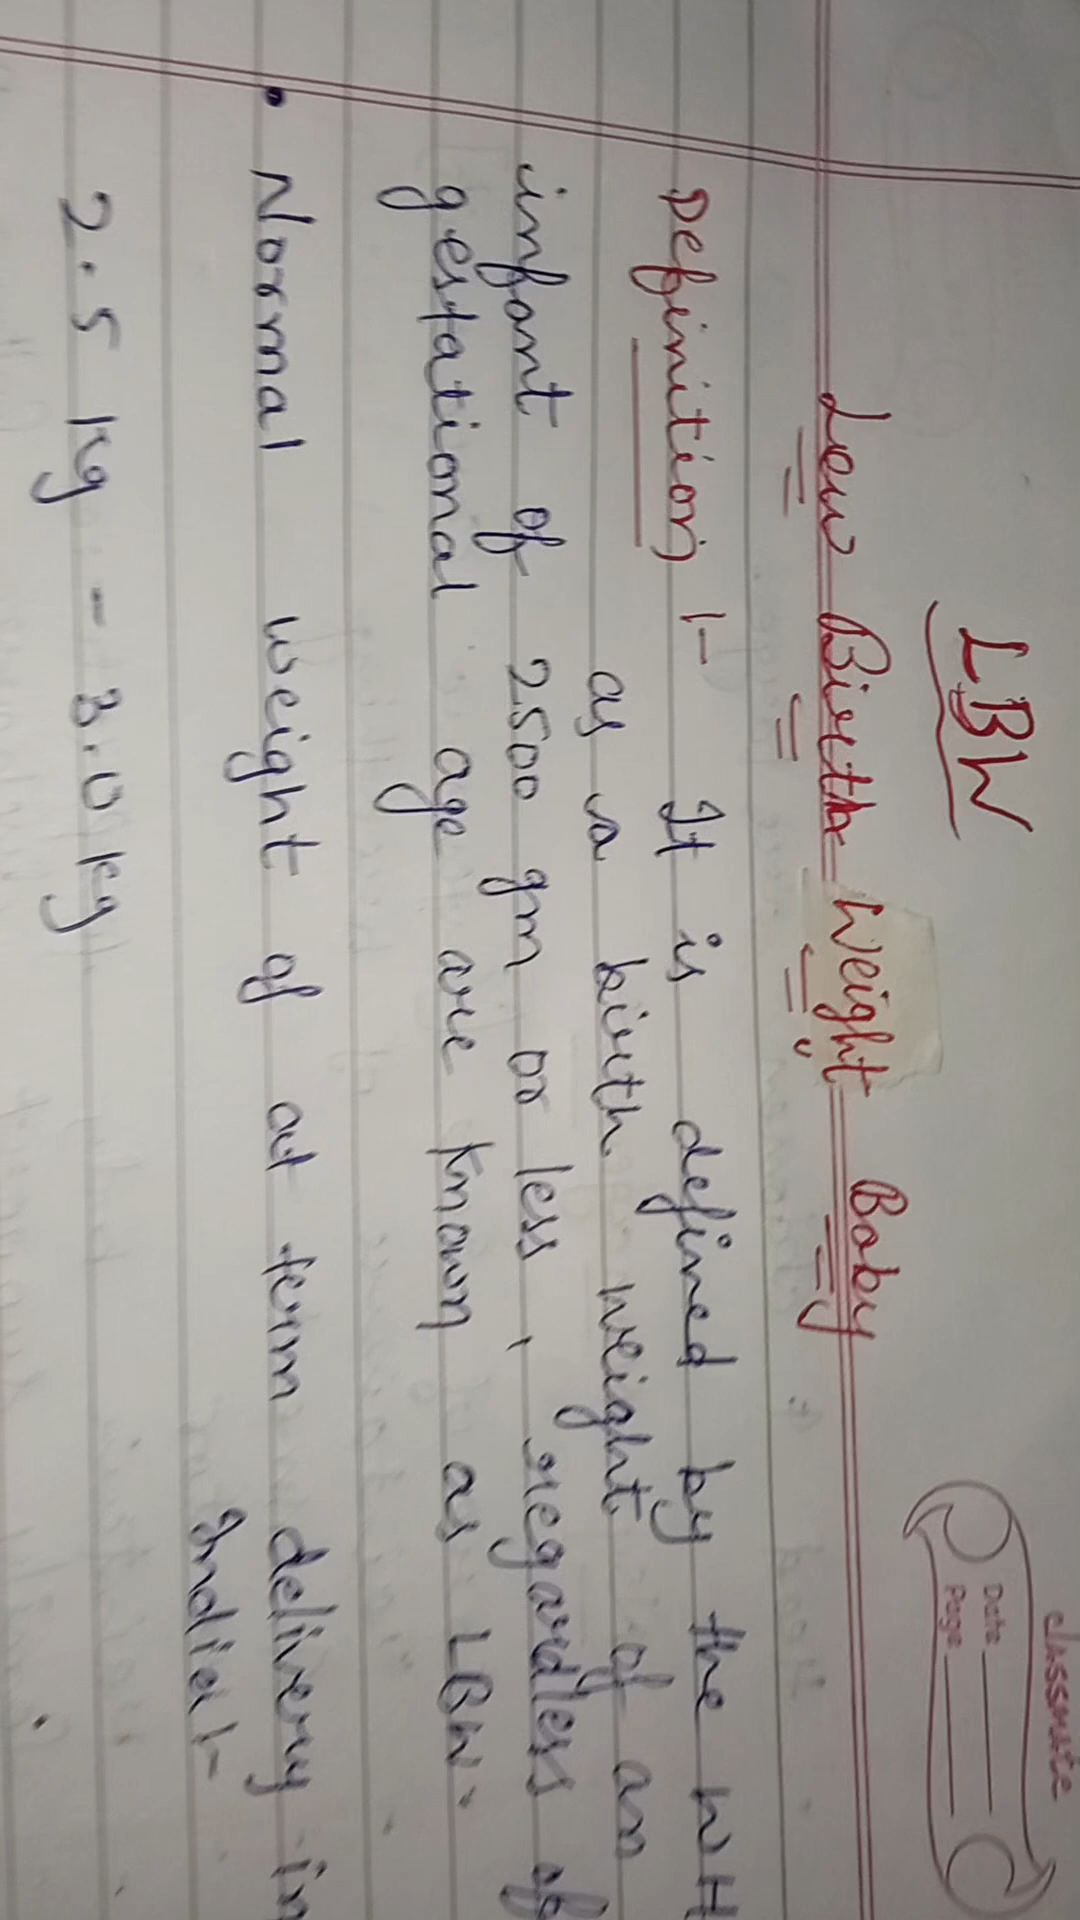 classmate
Date
Page
LBW
Low Birth Weight Baby
Definition :- It is defined by the WH
as a birth weight of an
infant of 2500 gm or less , regardless of
gestational age are known as LBW.
• Normal weight of at term delivery in
India :-
2.5 kg - 3.0 kg